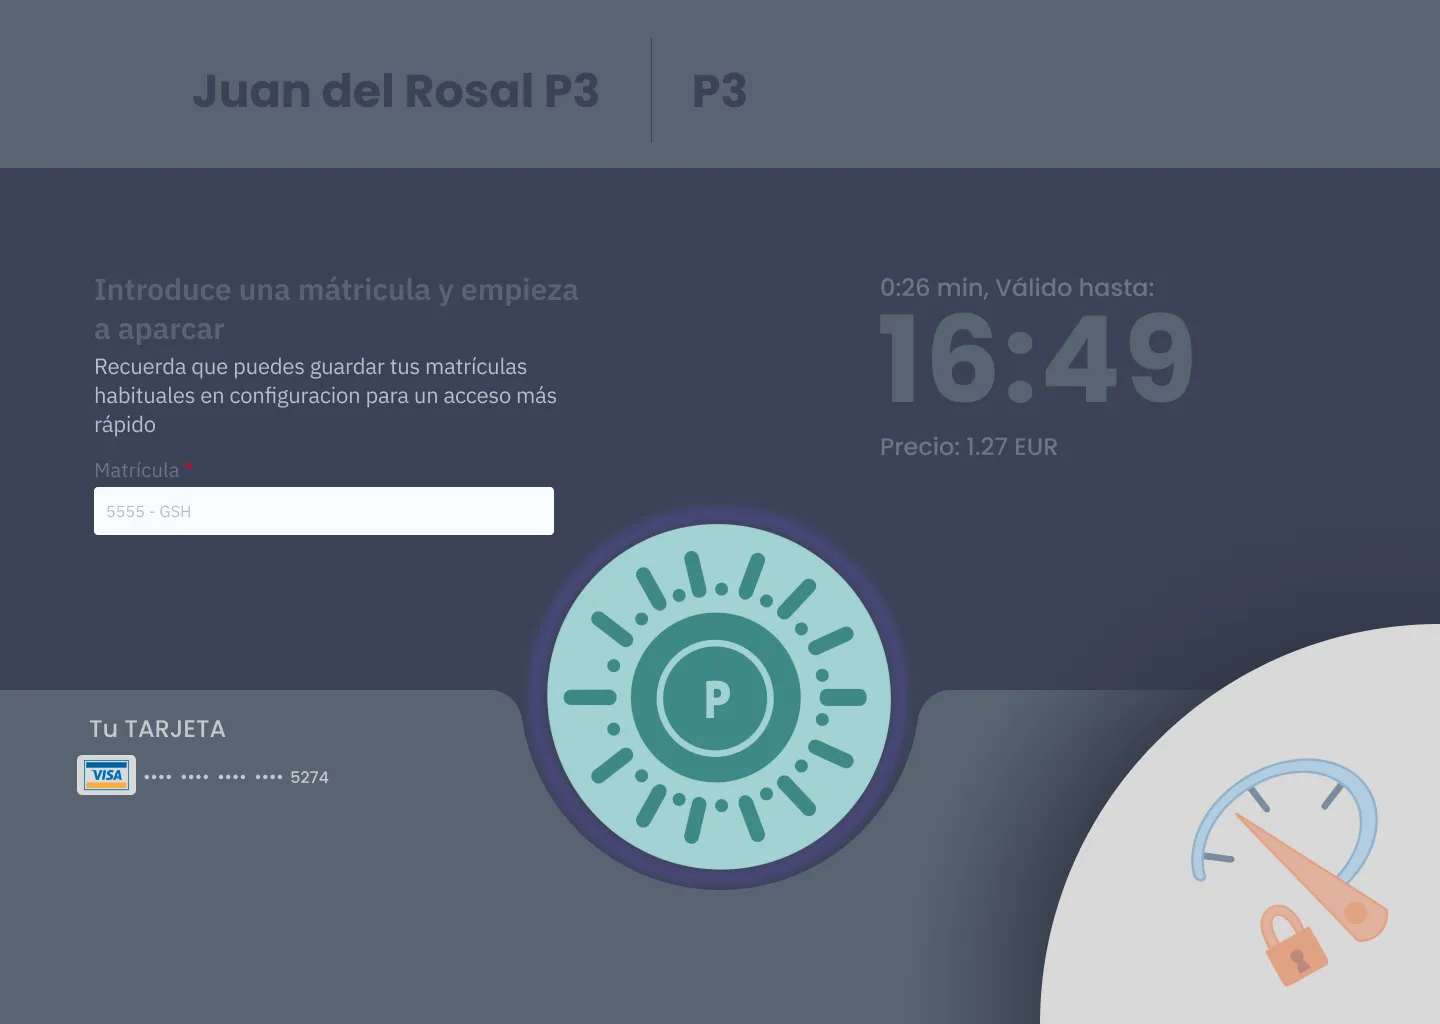 Juan del Rosal P3
P3
Introduce una mátricula y empieza
a aparcar
Recuerda que puedes guardar tus matrículas
habituales en configuracion para un acceso más
rápido
Matrícula *
5555 - GSH
0:26 min, Válido hasta:
16:49
Precio: 1.27 EUR
P
Tu TARJETA
VISA •••• •••• •••• •••• 5274